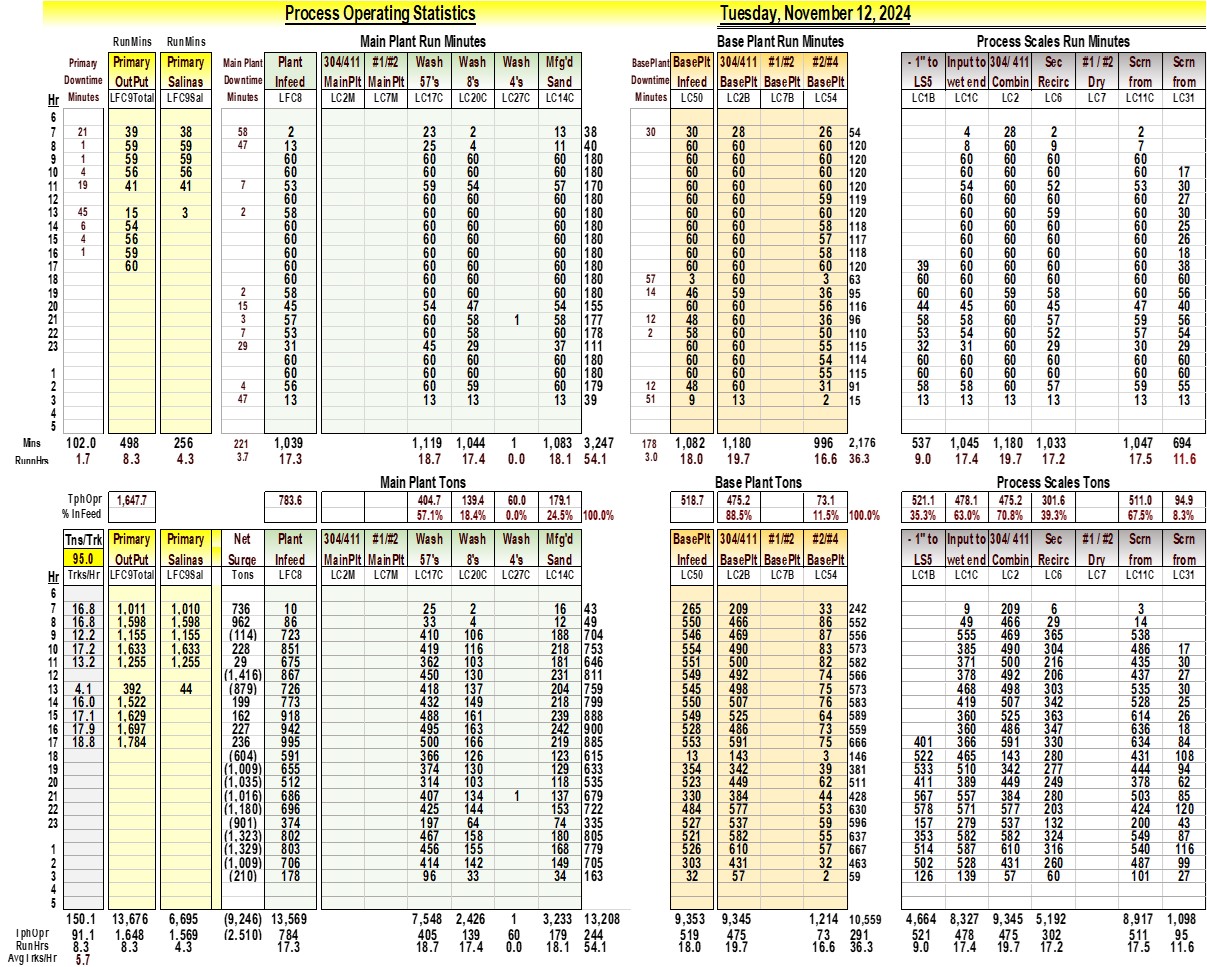 Process Operating Statistics Tuesday, November 12, 2024
RunMins RunMins Main Plant Run Minutes Base Plant Run Minutes Process Scales Run Minutes
Primary Primary Primary Main Plant Plant 304/411 #1/#2 Wash Wash Wash Mfg'd BasePlant BasePlt 304/411 #1/#2 #2/#4 - 1" to Input to 304/ 411 Sec #1 / #2 Scrn Scrn
Downtime OutPut Salinas Downtime Infeed MainPlt MainPlt 57's 8's 4's Sand Downtime Infeed BasePlt BasePlt BasePlt LS5 wet end Combin Recirc Dry from from
Hr Minutes LFC9Total LFC9Sal Minutes LFC8 LC2M LC7M LC17C LC20C LC27C LC14C Minutes LC50 LC2B LC7B LC54 LC1B LC1C LC2 LC6 LC7 LC11C LC31
6
7 21 39 38 58 2 23 2 13 38 30 30 28 26 54 4 28 2 2
8 1 59 59 47 13 25 4 11 40 60 60 60 120 8 60 9 7
9 1 59 59 60 60 60 60 180 60 60 60 120 60 60 60 60
10 4 56 56 60 60 60 60 180 60 60 60 120 60 60 60 60 17
11 19 41 41 7 53 59 54 57 170 60 60 60 120 54 60 52 53 30
12 60 60 60 60 180 60 60 59 119 60 60 60 60 27
13 45 15 3 2 58 60 60 60 180 60 60 60 120 60 60 59 60 30
14 6 54 60 60 60 60 180 60 60 58 118 60 60 60 60 25
15 4 56 60 60 60 60 180 60 60 57 117 60 60 60 60 26
16 1 59 60 60 60 60 180 60 60 58 118 60 60 60 60 18
17 60 60 60 60 60 180 60 60 60 120 39 60 60 60 60 38
18 60 60 60 60 180 57 3 60 3 63 60 60 60 60 60 60
19 2 58 60 60 60 180 14 46 59 36 95 60 60 59 58 60 56
20 15 45 54 47 54 155 60 60 56 116 44 45 60 45 47 40
21 3 57 60 58 1 58 177 12 48 60 36 96 58 58 60 57 59 56
22 7 53 60 58 60 178 2 58 60 50 110 53 54 60 52 57 54
23 29 31 45 29 37 111 60 60 55 115 32 31 60 29 30 29
60 60 60 60 180 60 60 54 114 60 60 60 60 60 60
1 60 60 60 60 180 60 60 55 115 60 60 60 60 60 60
2 4 56 60 59 60 179 12 48 60 31 91 58 58 60 57 59 55
3 47 13 13 13 13 39 51 9 13 2 15 13 13 13 13 13 13
4
5
Mins 102.0 498 256 221 1,039 1,119 1,044 1 1,083 3,247 178 1,082 1,180 996 2,176 537 1,045 1,180 1,033 1,047 694
RunnHrs 1.7 8.3 4.3 3.7 17.3 18.7 17.4 0.0 18.1 54.1 3.0 18.0 19.7 16.6 36.3 9.0 17.4 19.7 17.2 17.5 11.6
Main Plant Tons Base Plant Tons Process Scales Tons
TphOpr 1,647.7 783.6 404.7 139.4 60.0 179.1 518.7 475.2 73.1 521.1 478.1 475.2 301.6 511.0 94.9
% InFeed 57.1% 18.4% 0.0% 24.5% 100.0% 88.5% 11.5% 100.0% 35.3% 63.0% 70.8% 39.3% 67.5% 8.3%
Tns/Trk Primary Primary Net Plant 304/411 #1/#2 Wash Wash Wash Mfg'd BasePlt 304/411 #1/#2 #2/#4 - 1" to Input to 304/ 411 Sec #1 / #2 Scrn Scrn
95.0 OutPut Salinas Surge Infeed MainPlt MainPlt 57's 8's 4's Sand Infeed BasePlt BasePlt BasePlt LS5 wet end Combin Recirc Dry from from
Hr Trks/Hr LFC9Total LFC9Sal Tons LFC8 LC2M LC7M LC17C LC20C LC27C LC14C LC50 LC2B LC7B LC54 LC1B LC1C LC2 LC6 LC7 LC11C LC31
6
7 16.8 1,011 1,010 736 10 25 2 16 43 265 209 33 242 9 209 6 3
8 16.8 1,598 1,598 962 86 33 4 12 49 550 466 86 552 49 466 29 14
9 12.2 1,155 1,155 (114) 723 410 106 188 704 546 469 87 556 555 469 365 538
10 17.2 1,633 1,633 228 851 419 116 218 753 554 490 83 573 385 490 304 486 17
11 13.2 1,255 1,255 29 675 362 103 181 646 551 500 82 582 371 500 216 435 30
12 (1,416) 867 450 130 231 811 549 492 74 566 378 492 206 437 27
13 4.1 392 44 (879) 726 418 137 204 759 545 498 75 573 468 498 303 535 30
14 16.0 1,522 199 773 432 149 218 799 550 507 76 583 419 507 342 528 25
15 17.1 1,629 162 918 488 161 239 888 549 525 64 589 360 525 363 614 26
16 17.9 1,697 227 942 495 163 242 900 528 486 73 559 360 486 347 636 18
17 18.8 1,784 236 995 500 166 219 885 553 591 75 666 401 366 591 330 634 84
18 (604) 591 366 126 123 615 13 143 3 146 522 465 143 280 431 108
19 (1,009) 655 374 130 129 633 354 342 39 381 533 510 342 277 444 94
20 (1,035) 512 314 103 118 535 523 449 62 511 411 389 449 249 378 62
21 (1,016) 686 407 134 1 137 679 330 384 44 428 567 557 384 280 503 85
22 (1,180) 696 425 144 153 722 484 577 53 630 578 571 577 203 424 120
23 (901) 374 197 64 74 335 527 537 59 596 157 279 537 132 200 43
(1,323) 802 467 158 180 805 521 582 55 637 353 582 582 324 549 87
1 (1,329) 803 456 155 168 779 526 610 57 667 514 587 610 316 540 116
2 (1,009) 706 414 142 149 705 303 431 32 463 502 528 431 260 487 99
3 (210) 178 96 33 34 163 32 57 2 59 126 139 57 60 101 27
4
5
150.1 13,676 6,695 (9,246) 13,569 7,548 2,426 1 3,233 13,208 9,353 9,345 1,214 10,559 4,664 8,327 9,345 5,192 8,917 1,098
TphOpr 91.1 1,648 1,569 (2,510) 784 405 139 60 179 244 519 475 73 291 521 478 475 302 511 95
RunHrs 8.3 8.3 4.3 17.3 18.7 17.4 0.0 18.1 54.1 18.0 19.7 16.6 36.3 9.0 17.4 19.7 17.2 17.5 11.6
AvgTrks/Hr 5.7